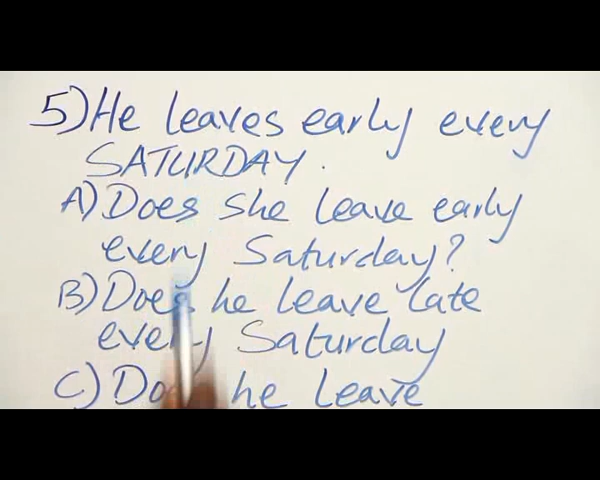 5) He leaves early every
SATURDAY.
A) Does she leave early
every Saturday?
B) Does he leave late
every Saturday
C) Does he leave